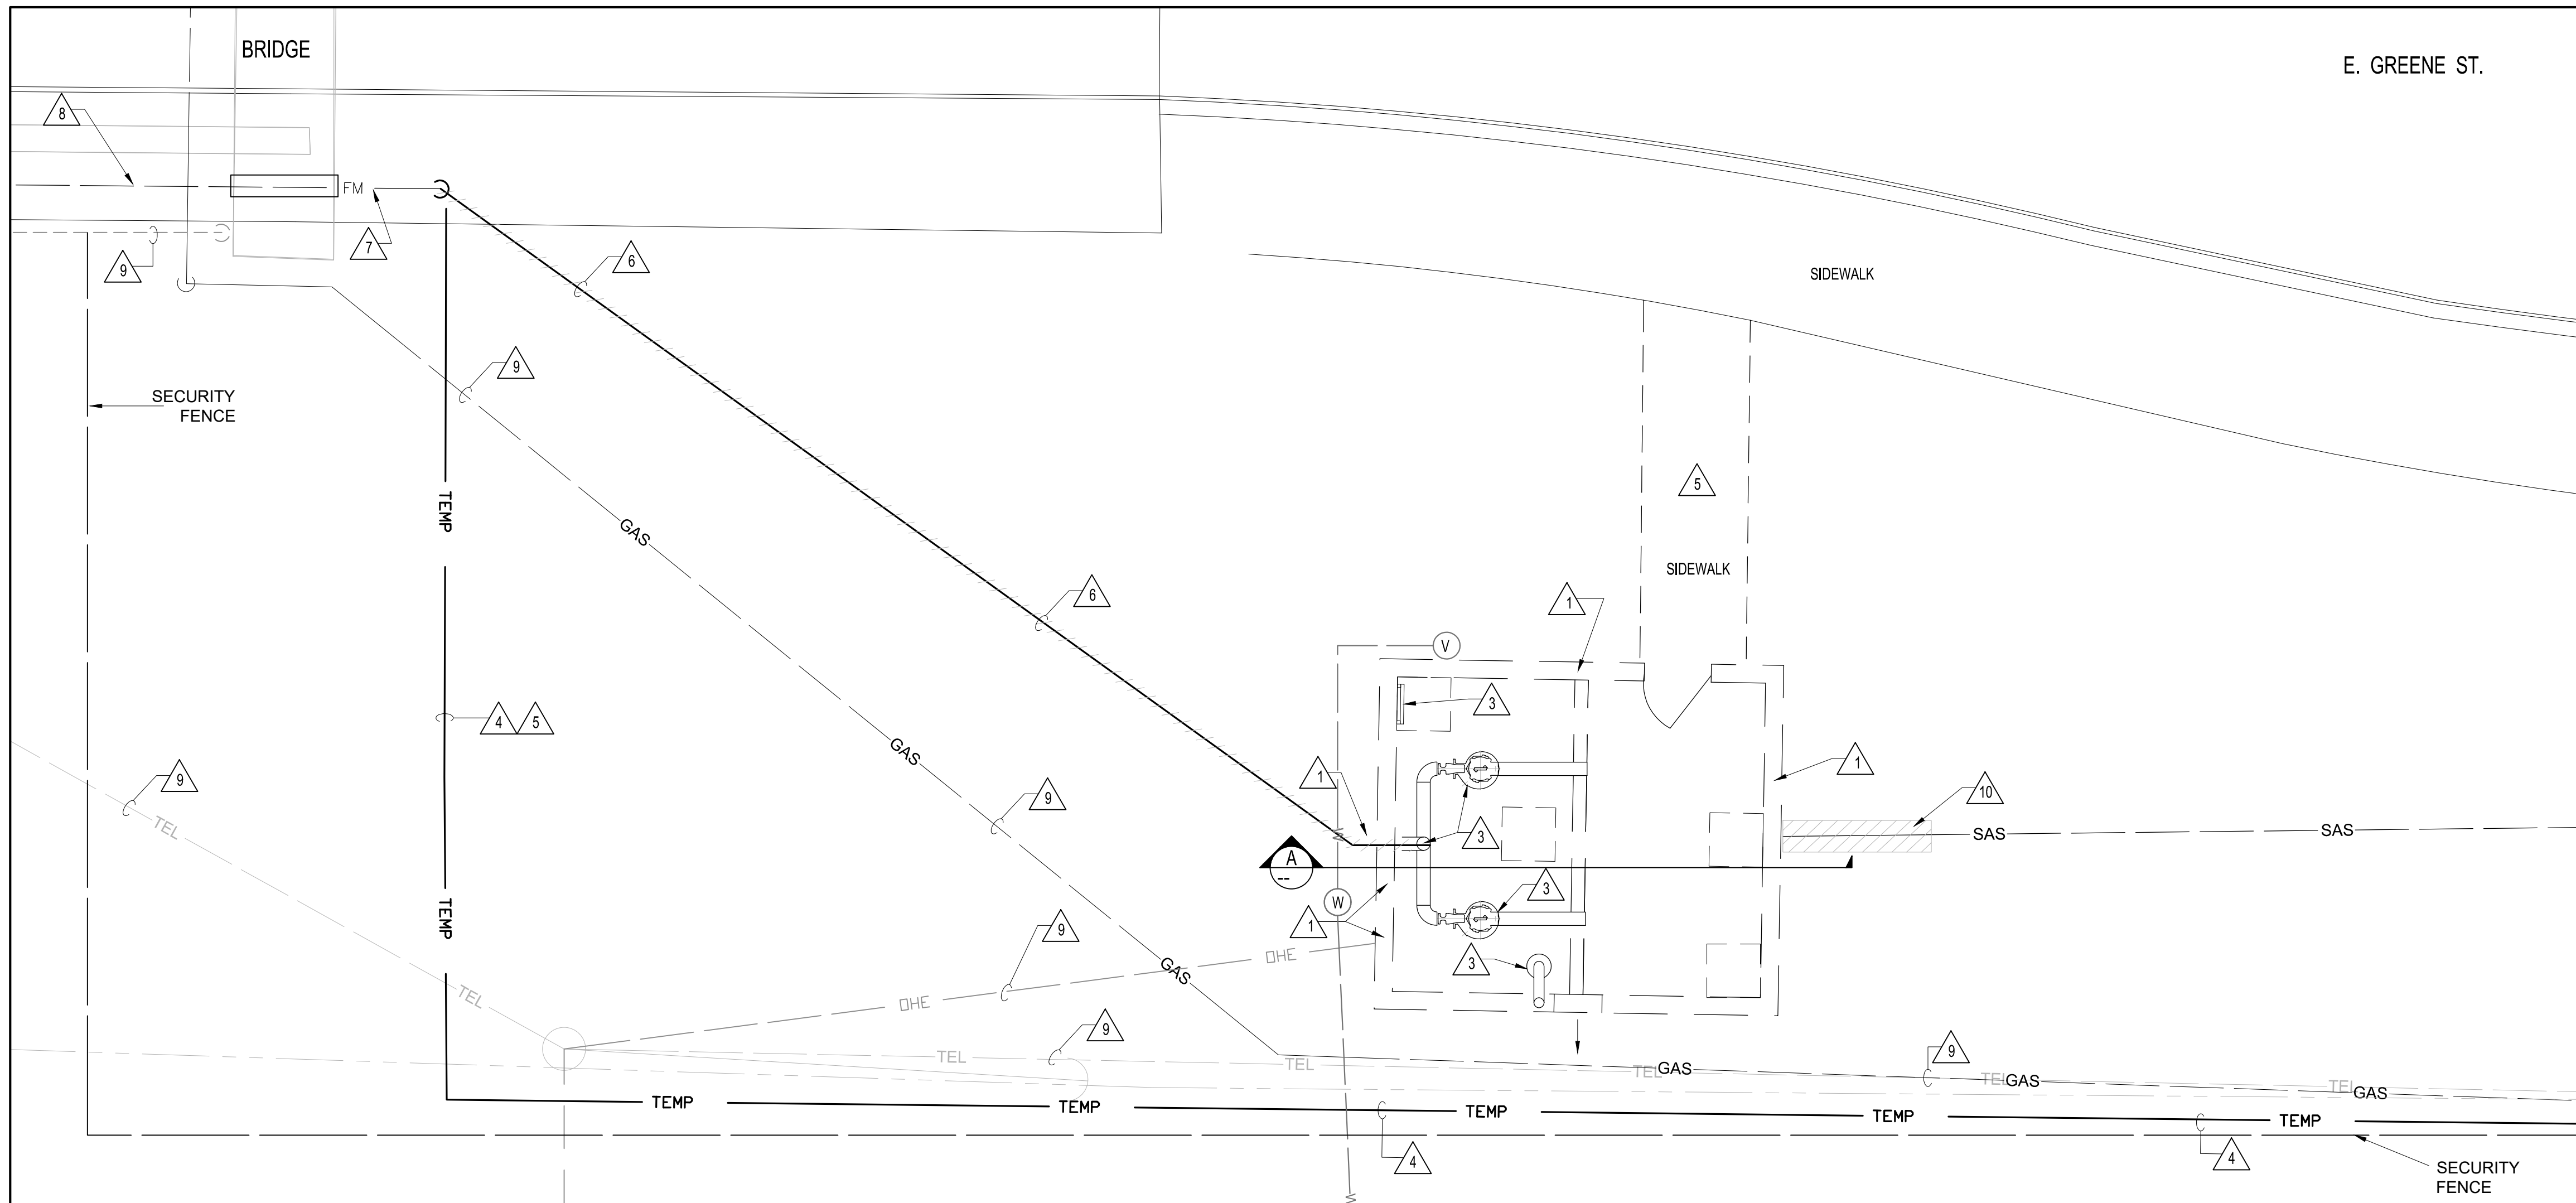 BRIDGE
E. GREENE ST.
8
FM
7
9
6
SIDEWALK
9
SECURITY
FENCE
5
TEMP
GAS
SIDEWALK
1
6
V
3
4
5
GAS
9
1
1
9
10
TEL
3
W
SAS
SAS
A
--
3
W
TEMP
1
9
3
OHE
GAS
TEL
OHE
9
9
TEL
TEL
GAS
TEL
TEL
GAS
TEL
GAS
TEMP
TEMP
TEMP
TEMP
TEMP
4
4
SECURITY
FENCE
W